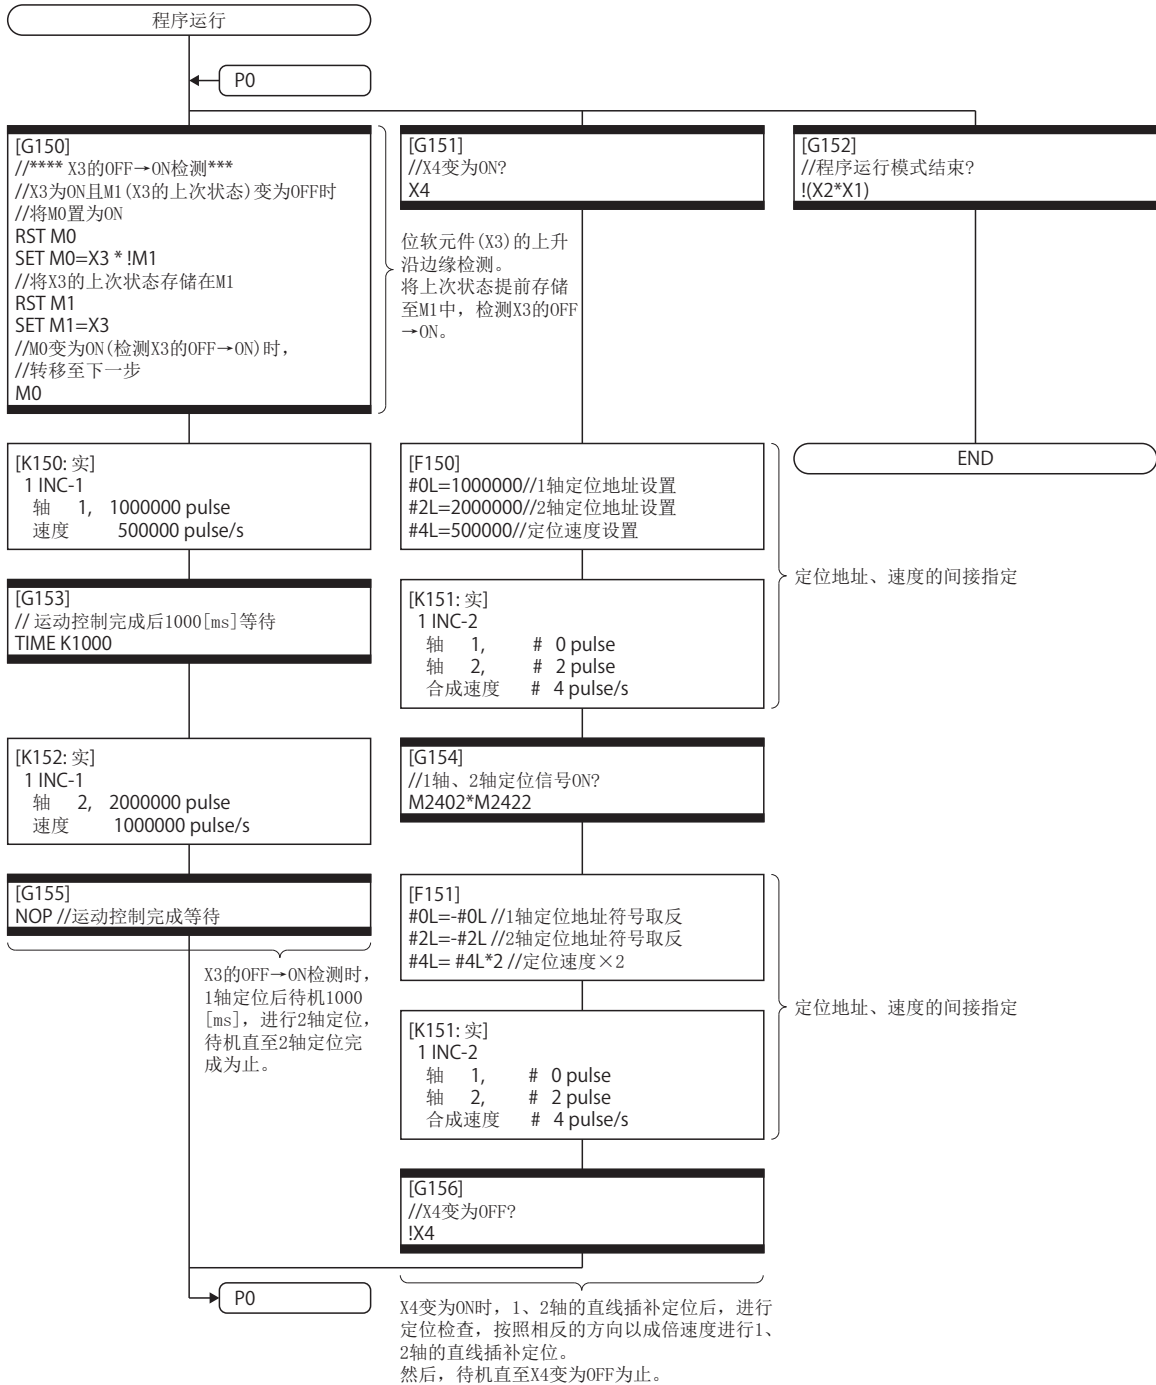 程序运行
P0
[G150]
//**** X3的OFF→ON检测***
//X3为ON且M1(X3的上次状态)变为OFF时
//将M0置为ON
RST M0
SET M0=X3 * !M1
//将X3的上次状态存储在M1
RST M1
SET M1=X3
//M0变为ON(检测X3的OFF→ON)时，
//转移至下一步
M0
位软元件(X3)的上升
沿边缘检测。
将上次状态提前存储
至M1中，检测X3的OFF
→ON。
[K150: 实]
1 INC-1
轴 1, 1000000 pulse
速度 500000 pulse/s
[G153]
// 运动控制完成后1000[ms]等待
TIME K1000
[K152: 实]
1 INC-1
轴 2, 2000000 pulse
速度 1000000 pulse/s
[G155]
NOP //运动控制完成等待
X3的OFF→ON检测时，
1轴定位后待机1000
[ms]，进行2轴定位，
待机直至2轴定位完
成为止。
P0
[G151]
//X4变为ON?
X4
[F150]
#0L=1000000//1轴定位地址设置
#2L=2000000//2轴定位地址设置
#4L=500000//定位速度设置
[K151: 实]
1 INC-2
轴 1, # 0 pulse
轴 2, # 2 pulse
合成速度 # 4 pulse/s
定位地址、速度的间接指定
[G154]
//1轴、2轴定位信号ON?
M2402*M2422
[F151]
#0L=-#0L //1轴定位地址符号取反
#2L=-#2L //2轴定位地址符号取反
#4L= #4L*2 //定位速度×2
[K151: 实]
1 INC-2
轴 1, # 0 pulse
轴 2, # 2 pulse
合成速度 # 4 pulse/s
定位地址、速度的间接指定
[G156]
//X4变为OFF?
!X4
X4变为ON时，1、2轴的直线插补定位后，进行
定位检查，按照相反的方向以成倍速度进行1、
2轴的直线插补定位。
然后，待机直至X4变为OFF为止。
[G152]
//程序运行模式结束?
!(X2*X1)
END